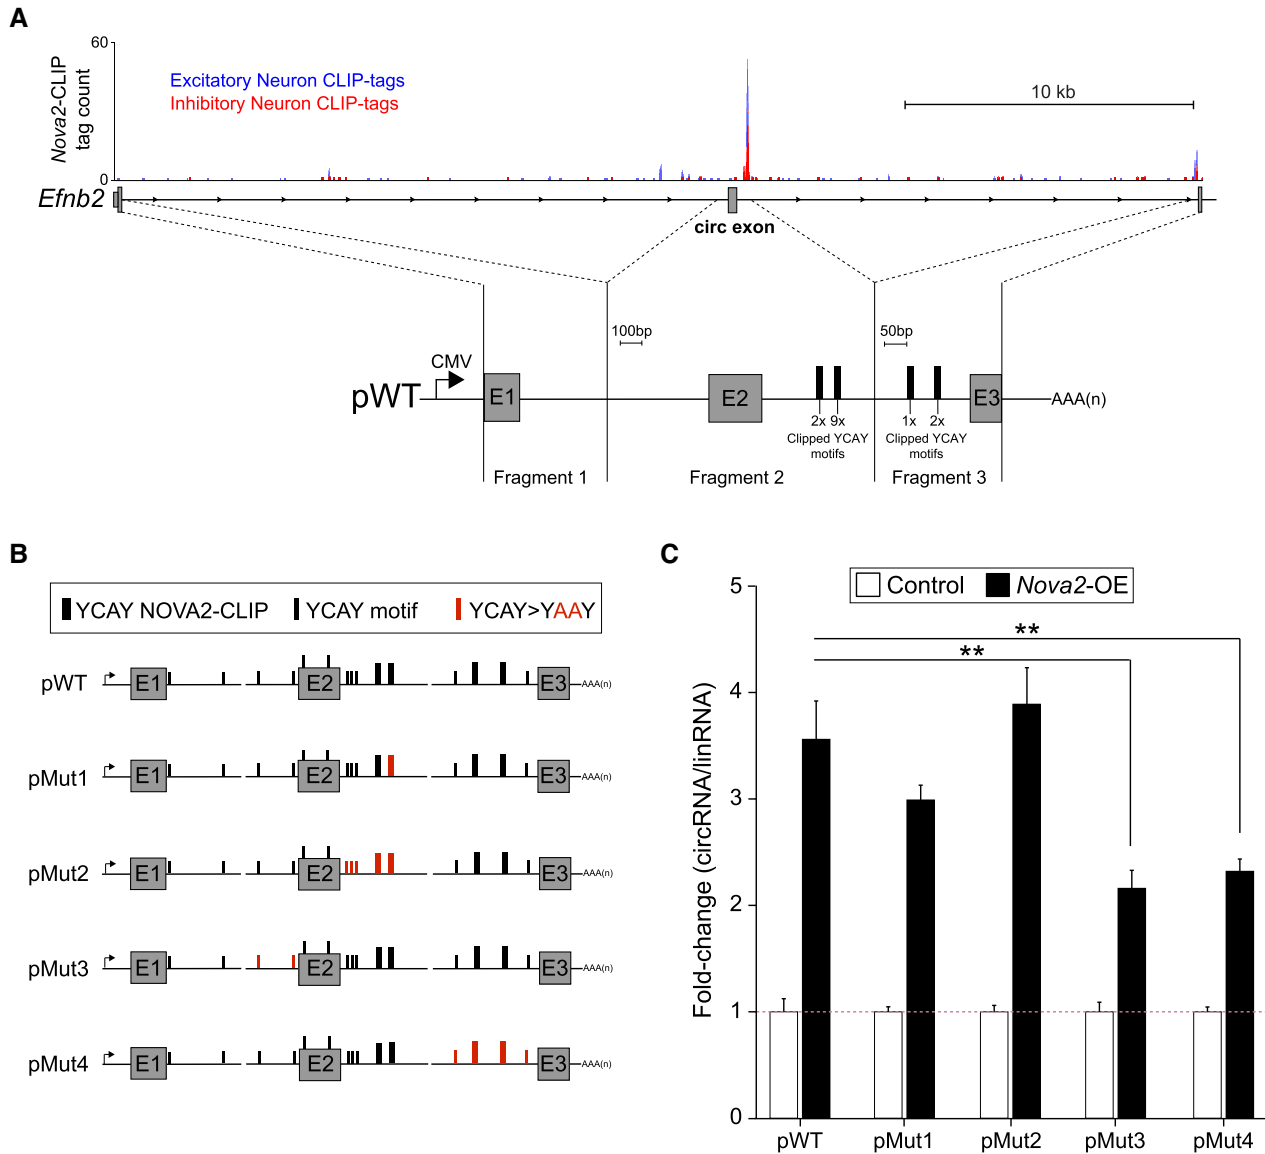 A
60
Nova2-CLIP
tag count
0
Excitatory Neuron CLIP-tags
Inhibitory Neuron CLIP-tags
10 kb
Efnb2
circ exon
100bp
50bp
CMV
pWT
E1
E2
E3
AAA(n)
2x 9x
1x 2x
Clipped YCAY
motifs
Clipped YCAY
motifs
Fragment 1
Fragment 2
Fragment 3
B
YCAY NOVA2-CLIP
YCAY motif
YCAY>YAAY
pWT E1 E2 E3 AAA(n)
pMut1 E1 E2 E3 AAA(n)
pMut2 E1 E2 E3 AAA(n)
pMut3 E1 E2 E3 AAA(n)
pMut4 E1 E2 E3 AAA(n)
C
Control
Nova2-OE
**
**
Fold-change (circRNA/linRNA)
5
4
3
2
1
0
pWT pMut1 pMut2 pMut3 pMut4